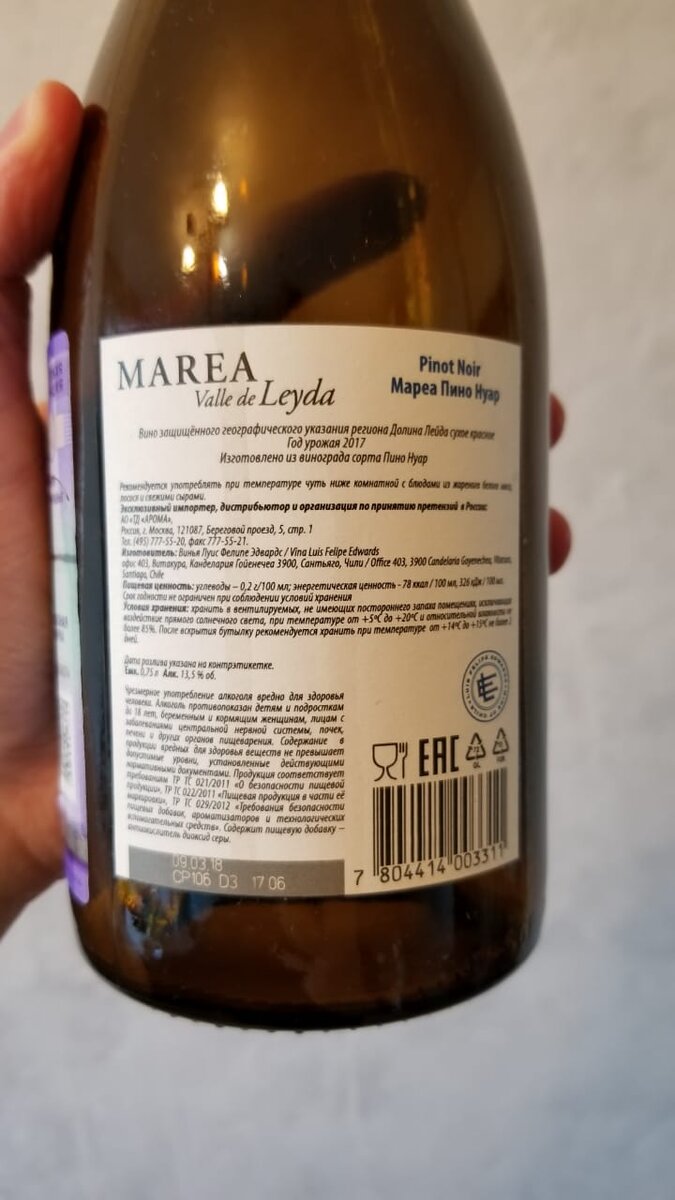 MAREA
Valle de Leyda
Pinot Noir
Мареа Пино Нуар
Вино защищённого географического указания региона Долина Лейда сухое красное
Год урожая 2017
Изготовлено из винограда сорта Пино Нуар
Рекомендуется употреблять при температуре чуть ниже комнатной с блюдами из жареного белого мяса,
лосося и свежими сырами.
Эксклюзивный импортер, дистрибьютор и организация по принятию претензий в России:
АО «ТД «АРОМА»,
Россия, г. Москва, 121087, Береговой проезд, 5, стр. 1
Тел. (495) 777-55-20, факс 777-55-21.
Изготовитель: Винья Луис Фелипе Эдвардс / Vina Luis Felipe Edwards
офис 403, Витакура, Канделария Гойенечеа 3900, Сантьяго, Чили / Office 403, 3900 Candelaria Goyenechea, Vitacura,
Santiago, Chile
Пищевая ценность: углеводы – 0,2 г/100 мл; энергетическая ценность – 78 ккал / 100 мл, 326 кДж / 100 мл.
Срок годности не ограничен при соблюдении условий хранения
Условия хранения: хранить в вентилируемых, не имеющих постороннего запаха помещениях, исключающих
воздействие прямого солнечного света, при температуре от +5°С до +20°С и относительной влажности не
более 85%. После вскрытия бутылку рекомендуется хранить при температуре от +14°С до +15°С не более
дней.
Дата розлива указана на контрэтикетке.
Емк. 0,75 л Алк. 13,5 % об.
Чрезмерное употребление алкоголя вредно для здоровья
человека. Алкоголь противопоказан детям и подросткам
до 18 лет, беременным и кормящим женщинам, лицам с
заболеваниями центральной нервной системы, почек,
печени и других органов пищеварения. Содержание в
продукции вредных для здоровья веществ не превышает
допустимые уровни, установленные действующими
нормативными документами. Продукция соответствует
требованиям ТР ТС 021/2011 «О безопасности пищевой
продукции», ТР ТС 022/2011 «Пищевая продукция в части её
маркировки», ТР ТС 029/2012 «Требования безопасности
пищевых добавок, ароматизаторов и технологических
вспомогательных средств». Содержит пищевую добавку –
антиокислитель диоксид серы.
EAC
GL
09.03.18
CP106 D3 17 06
7 804414 003311